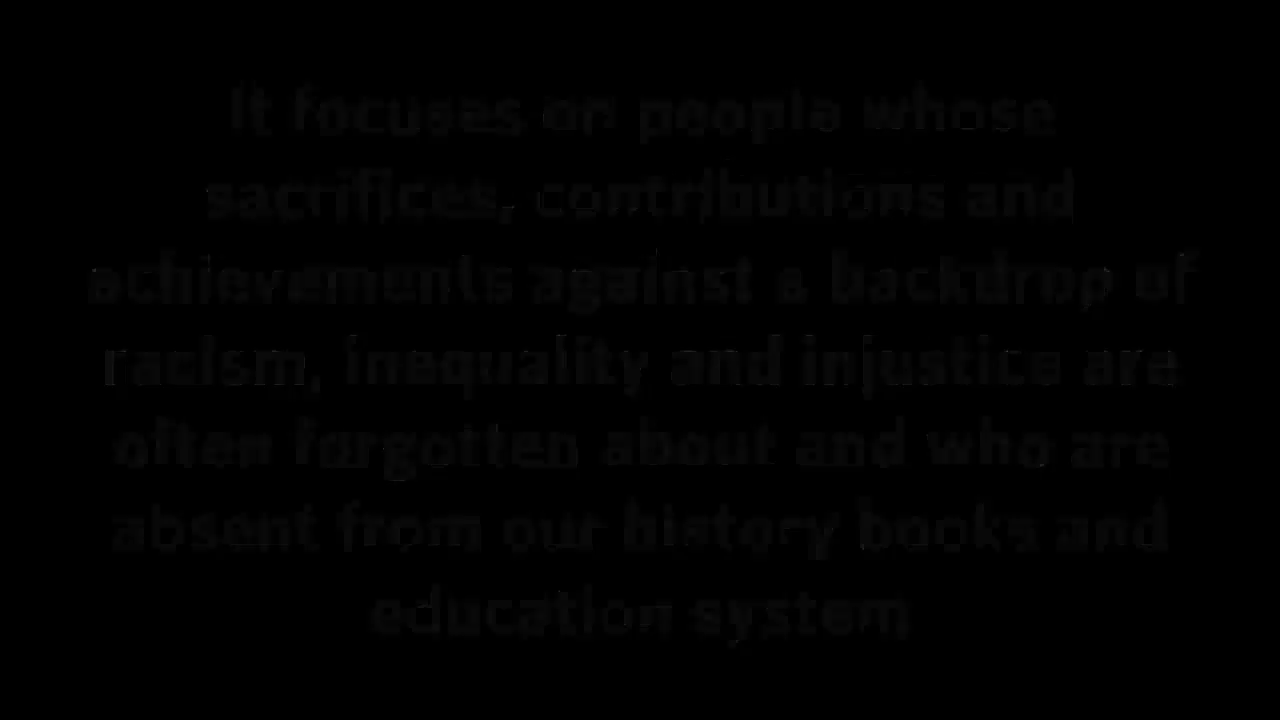 It focuses on people whose
sacrifices, contributions and
achievements against a backdrop of
racism, inequality and injustice are
often forgotten about and who are
absent from our history books and
education system